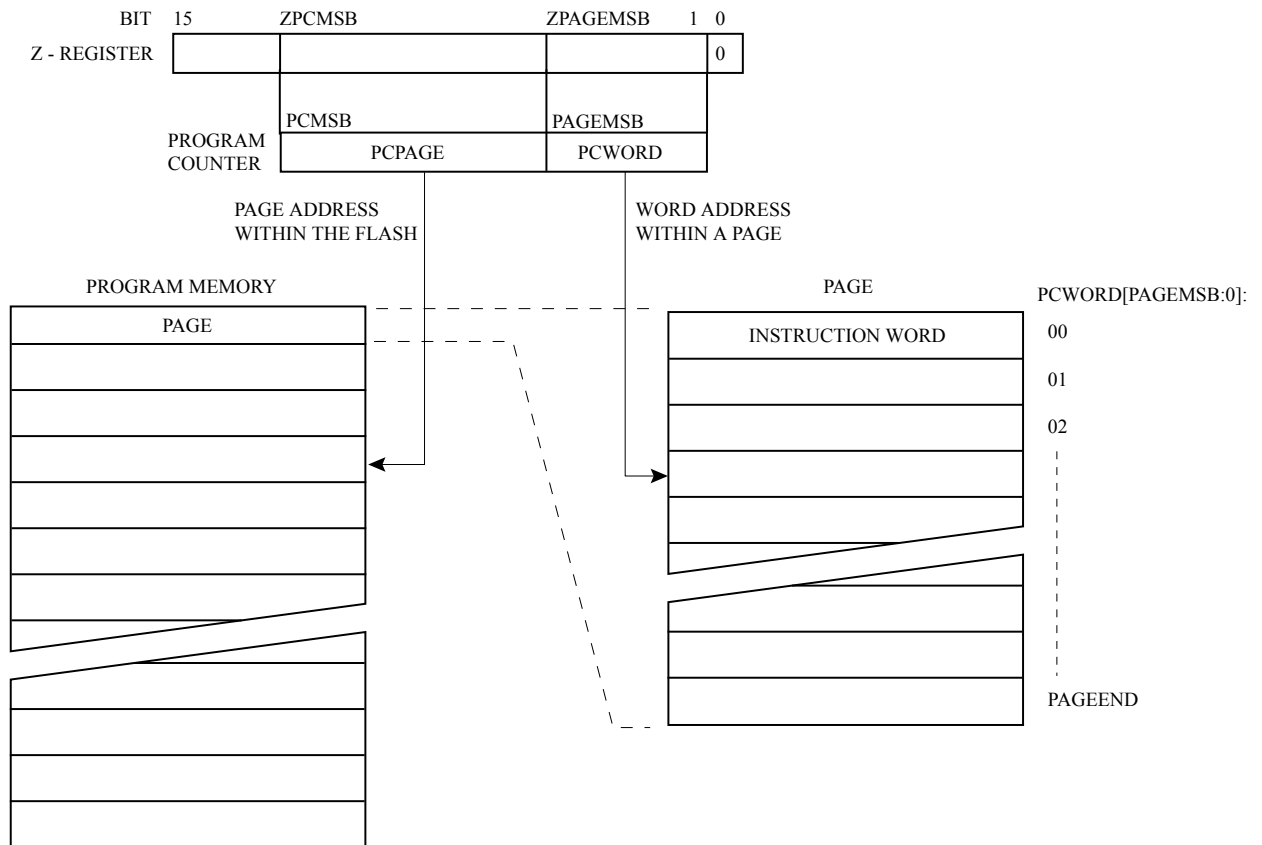 BIT 15 ZPCMSB ZPAGEMSB 1 0
Z - REGISTER 0
PCMSB PAGEMSB
PROGRAM
COUNTER
PCPAGE PCWORD
PAGE ADDRESS
WITHIN THE FLASH
WORD ADDRESS
WITHIN A PAGE
PROGRAM MEMORY
PAGE
PAGE
PCWORD[PAGEMSB:0]:
INSTRUCTION WORD 00
01
02
PAGEEND